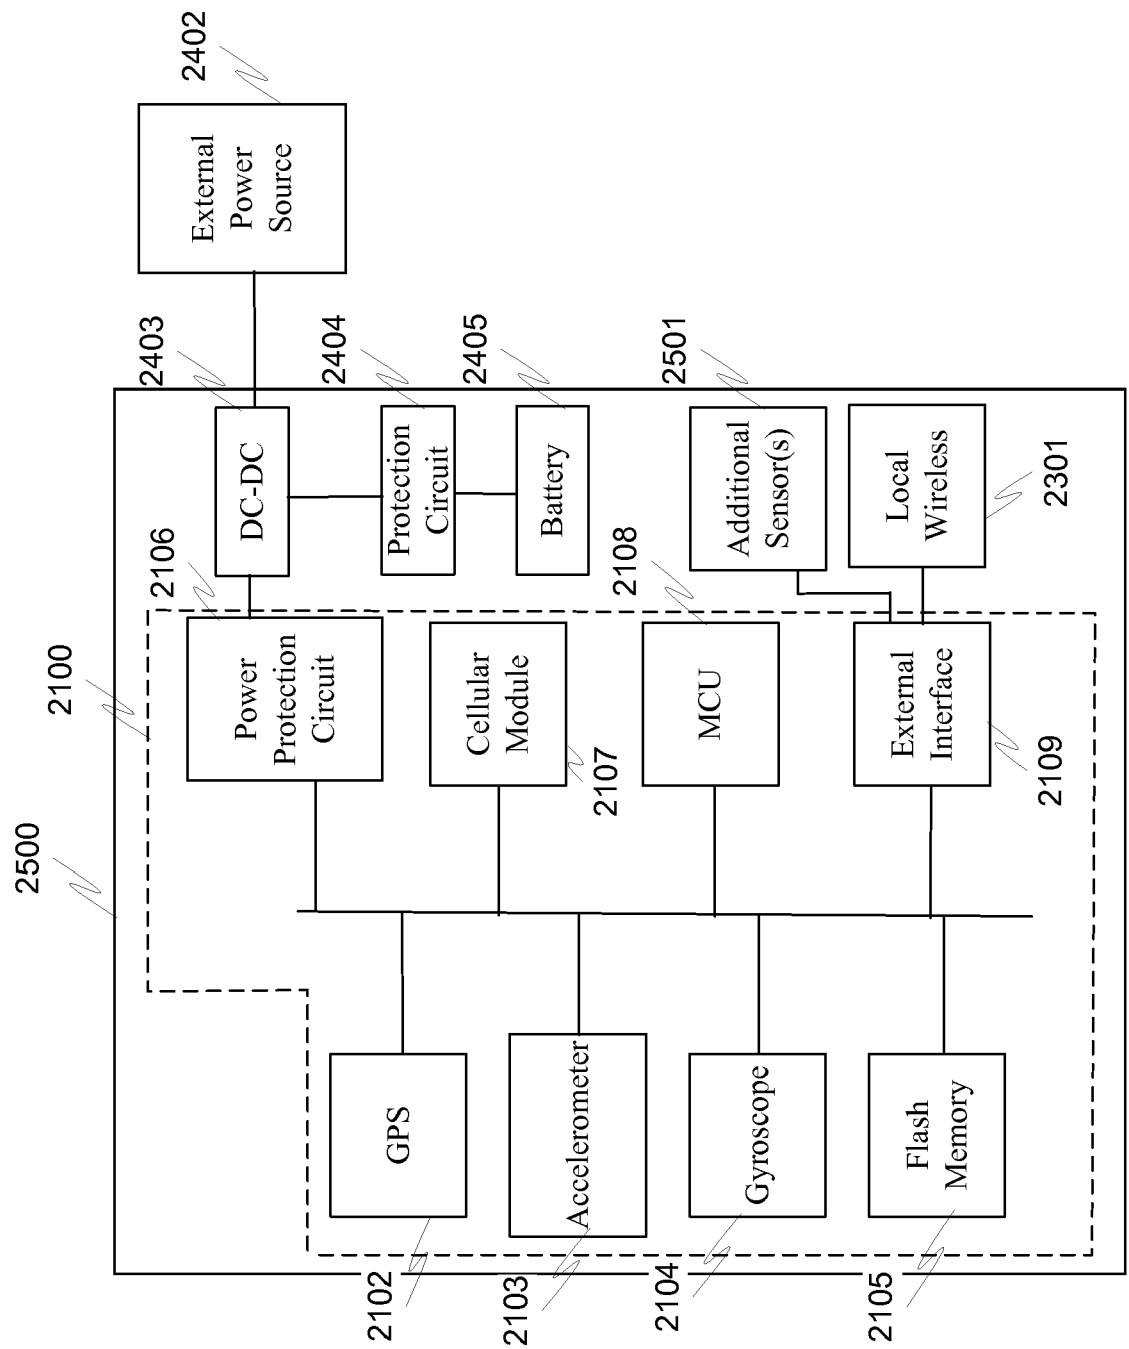 2402
External
Power
Source
2403
2404
2405
2501
DC-DC
Protection
Circuit
Battery
Additional
Sensor(s)
Local
Wireless
2301
2106
2108
2100
Power
Protection
Circuit
Cellular
Module
2107
MCU
External
Interface
2109
2500
GPS
Accelerometer
Gyroscope
Flash
Memory
2102
2103
2104
2105